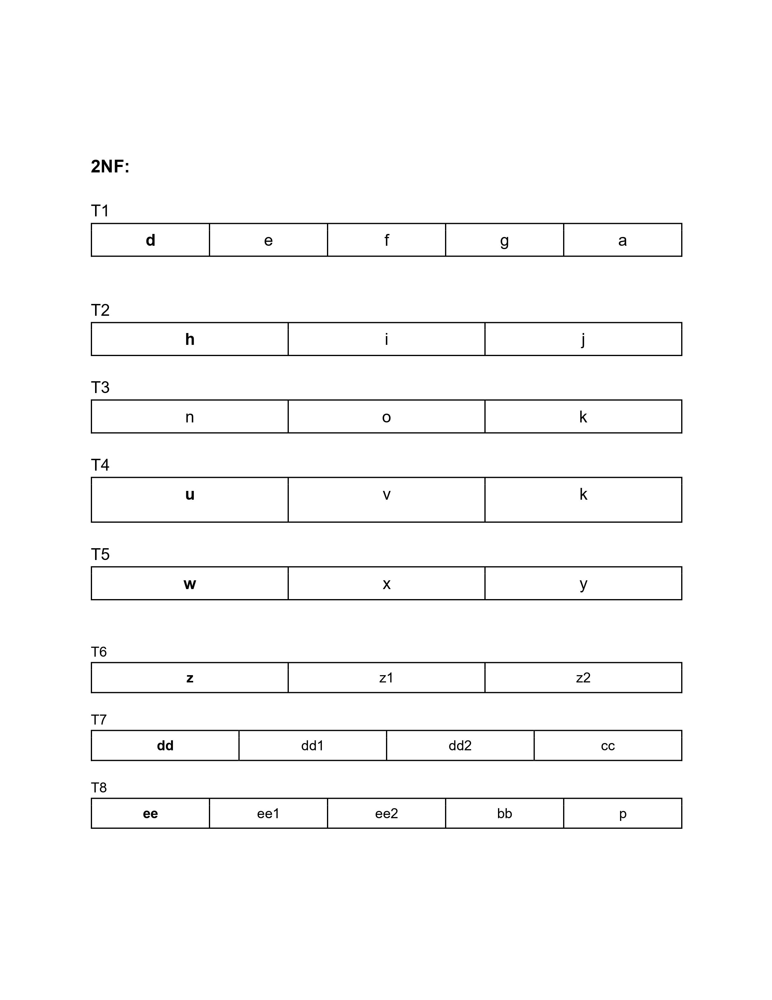 2NF:
T1
d e f g a
T2
h i j
T3
n o k
T4
u v k
T5
w x y
T6
z z1 z2
T7
dd dd1 dd2 cc
T8
ee ee1 ee2 bb p